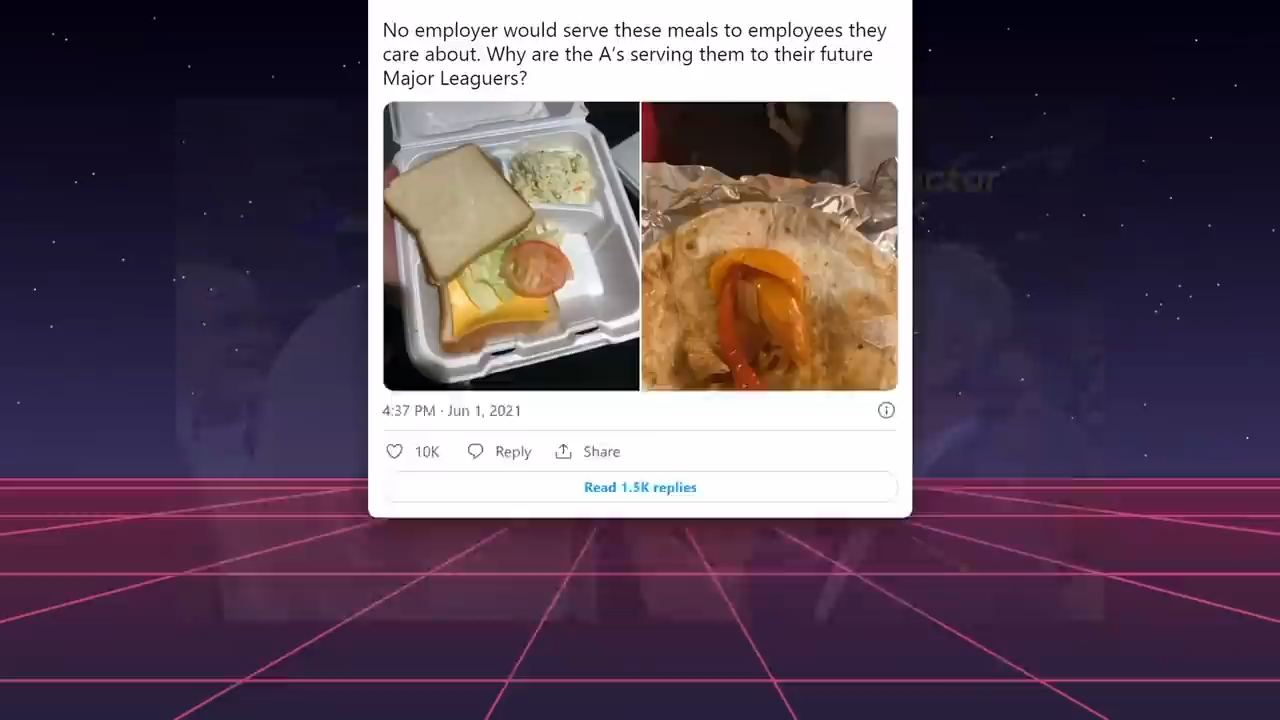 No employer would serve these meals to employees they
care about. Why are the A's serving them to their future
Major Leaguers?
4:37 PM · Jun 1, 2021
10K Reply Share
Read 1.5K replies